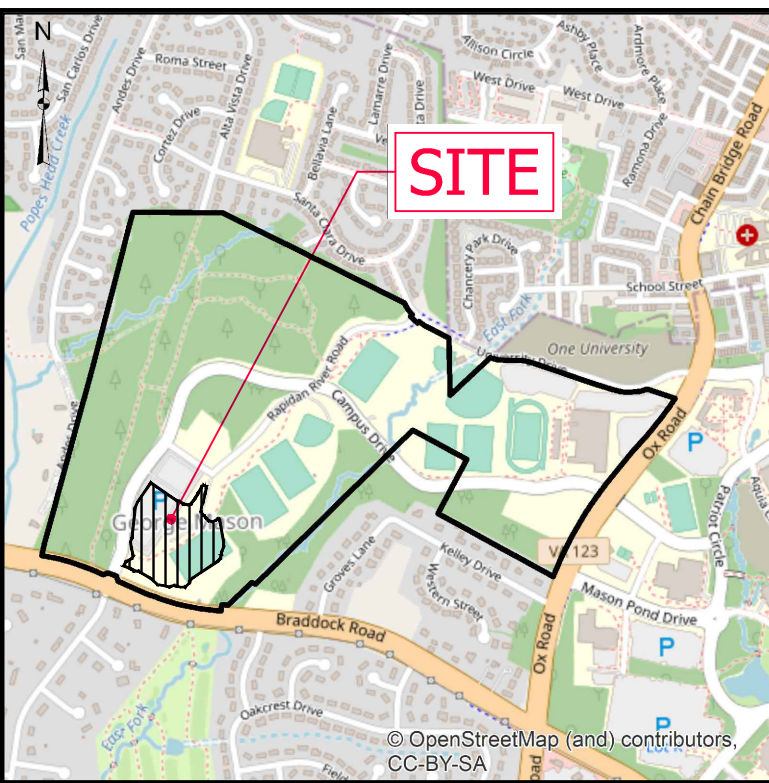 N
San Carlos Drive
Andes Drive
Roma Street
Alta Vista Drive
Cortez Drive
Popes Head Creek
Bellavia Lane
Lamarre Drive
Allison Circle
Ashby Place
Ardmore Place
West Drive
West Drive
Ramona Drive
Chain Bridge Road
SITE
Santa Clara Drive
Chancery Park Drive
School Street
East Fork
University Drive
One University
Rapidan River Road
Campus Drive
Ox Road
P
Patriot Circle
P
George Mason
VA 123
Groves Lane
Kelley Drive
Western Street
Mason Pond Drive
Braddock Road
Ox Road
P
East Fork
Oakcrest Drive
P
© OpenStreetMap (and) contributors,
CC-BY-SA